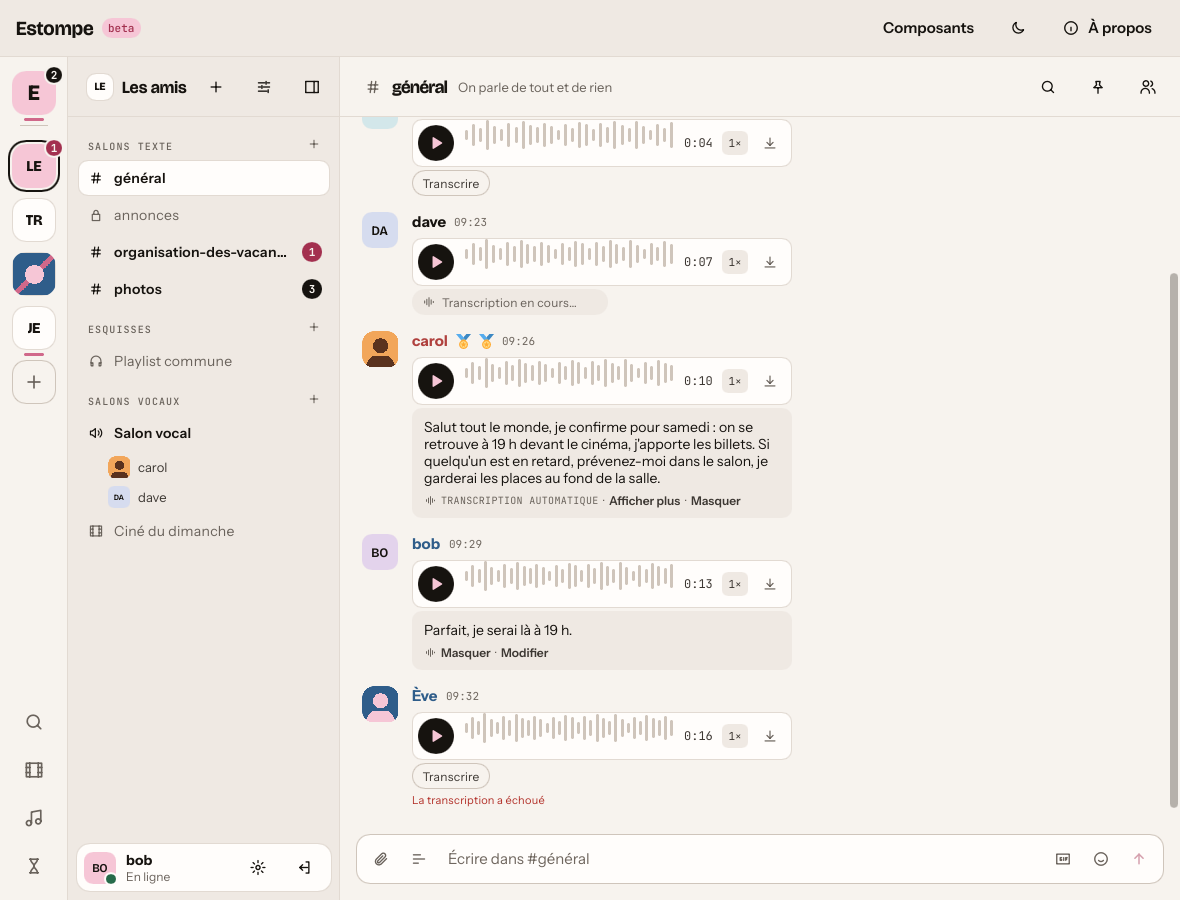 Estompe beta
Composants
À propos
E 2
LE 1
TR
JE
LE Les amis
SALONS TEXTE
# général
annonces
# organisation-des-vacan... 1
# photos 3
ESQUISSES
Playlist commune
SALONS VOCAUX
Salon vocal
carol
DA dave
Ciné du dimanche
BO bob
En ligne
# général On parle de tout et de rien
0:04 1×
Transcrire
DA dave 09:23
0:07 1×
Transcription en cours…
carol 09:26
0:10 1×
Salut tout le monde, je confirme pour samedi : on se
retrouve à 19 h devant le cinéma, j'apporte les billets. Si
quelqu'un est en retard, prévenez-moi dans le salon, je
garderai les places au fond de la salle.
TRANSCRIPTION AUTOMATIQUE · Afficher plus · Masquer
BO bob 09:29
0:13 1×
Parfait, je serai là à 19 h.
Masquer · Modifier
Ève 09:32
0:16 1×
Transcrire
La transcription a échoué
Écrire dans #général
GIF